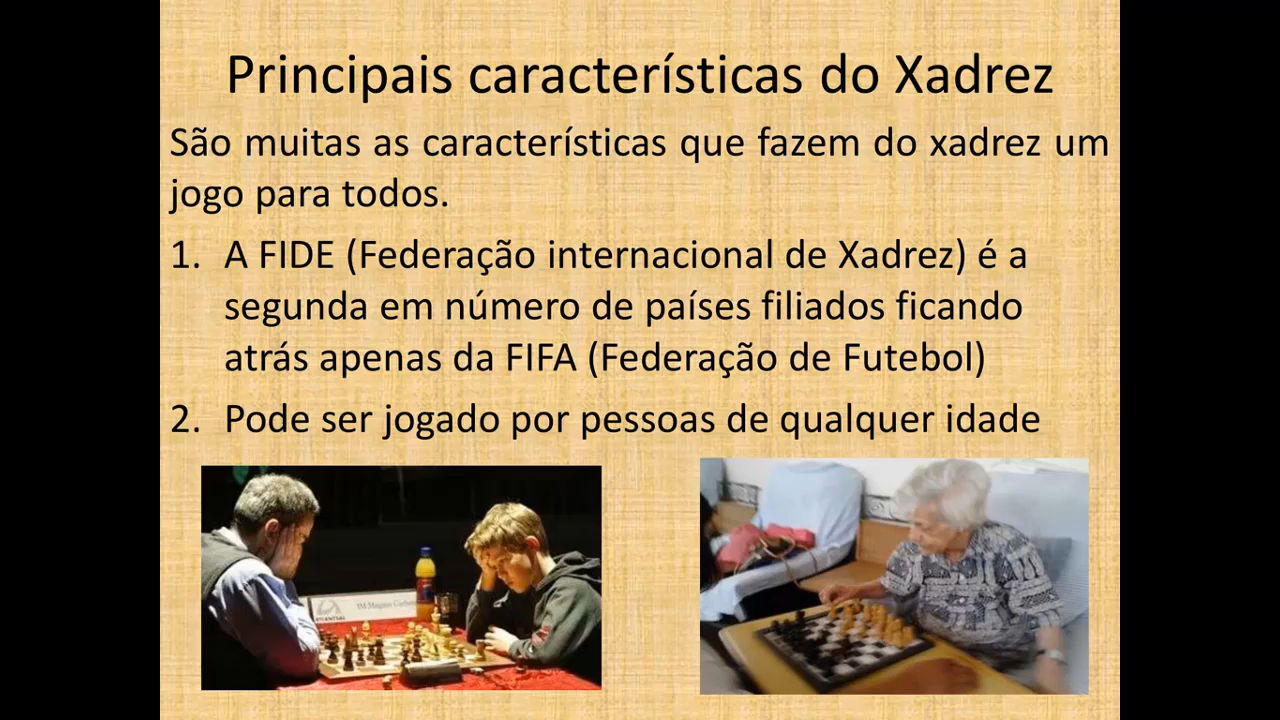 Principais características do Xadrez
São muitas as características que fazem do xadrez um
jogo para todos.
1. A FIDE (Federação internacional de Xadrez) é a
segunda em número de países filiados ficando
atrás apenas da FIFA (Federação de Futebol)
2. Pode ser jogado por pessoas de qualquer idade
IM Magnus